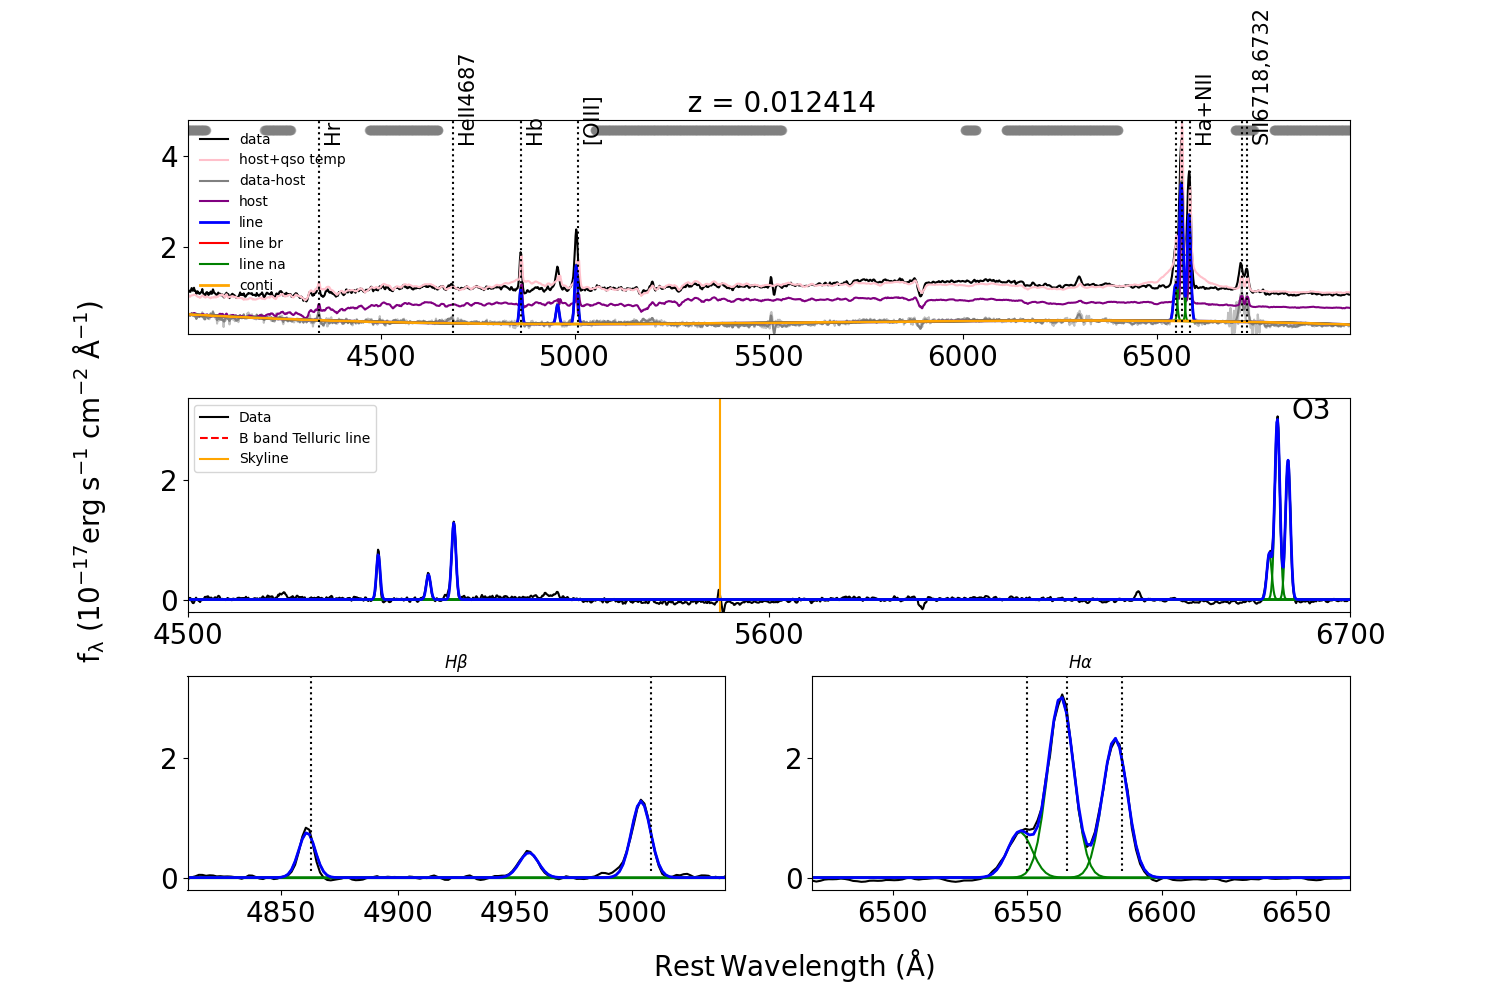 z = 0.012414
Hr
HeII4687
Hb
[OIII]
Ha+NII
SII6718,6732
data
host+qso temp
data-host
host
line
line br
line na
conti
4
2
4500
5000
5500
6000
6500
fλ (10⁻¹⁷erg s⁻¹ cm⁻² Å⁻¹)
Data
B band Telluric line
Skyline
O3
2
0
4500
5600
6700
Hβ
2
0
4850
4900
4950
5000
Hα
2
0
6500
6550
6600
6650
Rest Wavelength (Å)